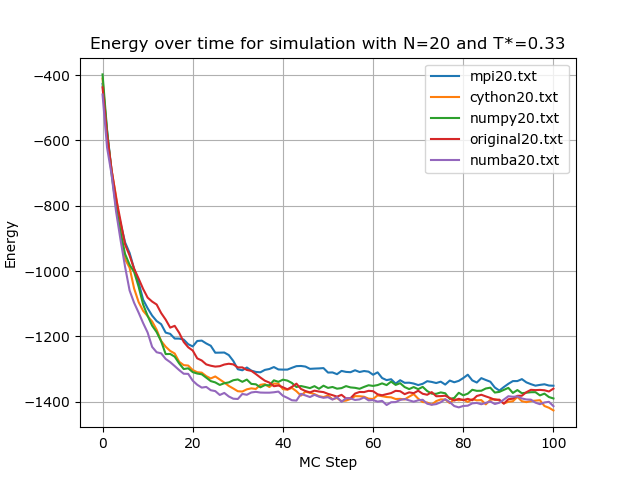 Energy over time for simulation with N=20 and T*=0.33
mpi20.txt
cython20.txt
numpy20.txt
original20.txt
numba20.txt
Energy
−400
−600
−800
−1000
−1200
−1400
0 20 40 60 80 100
MC Step